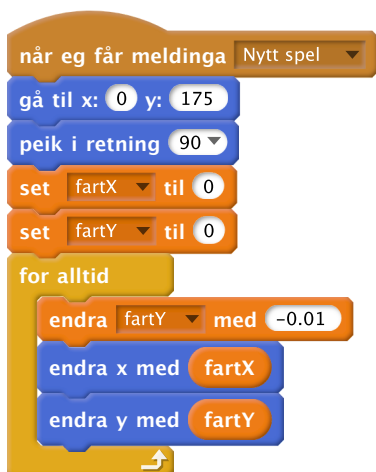 når eg får meldinga Nytt spel
gå til x: 0 y: 175
peik i retning 90
set fartX til 0
set fartY til 0
for alltid
endra fartY med -0.01
endra x med fartX
endra y med fartY